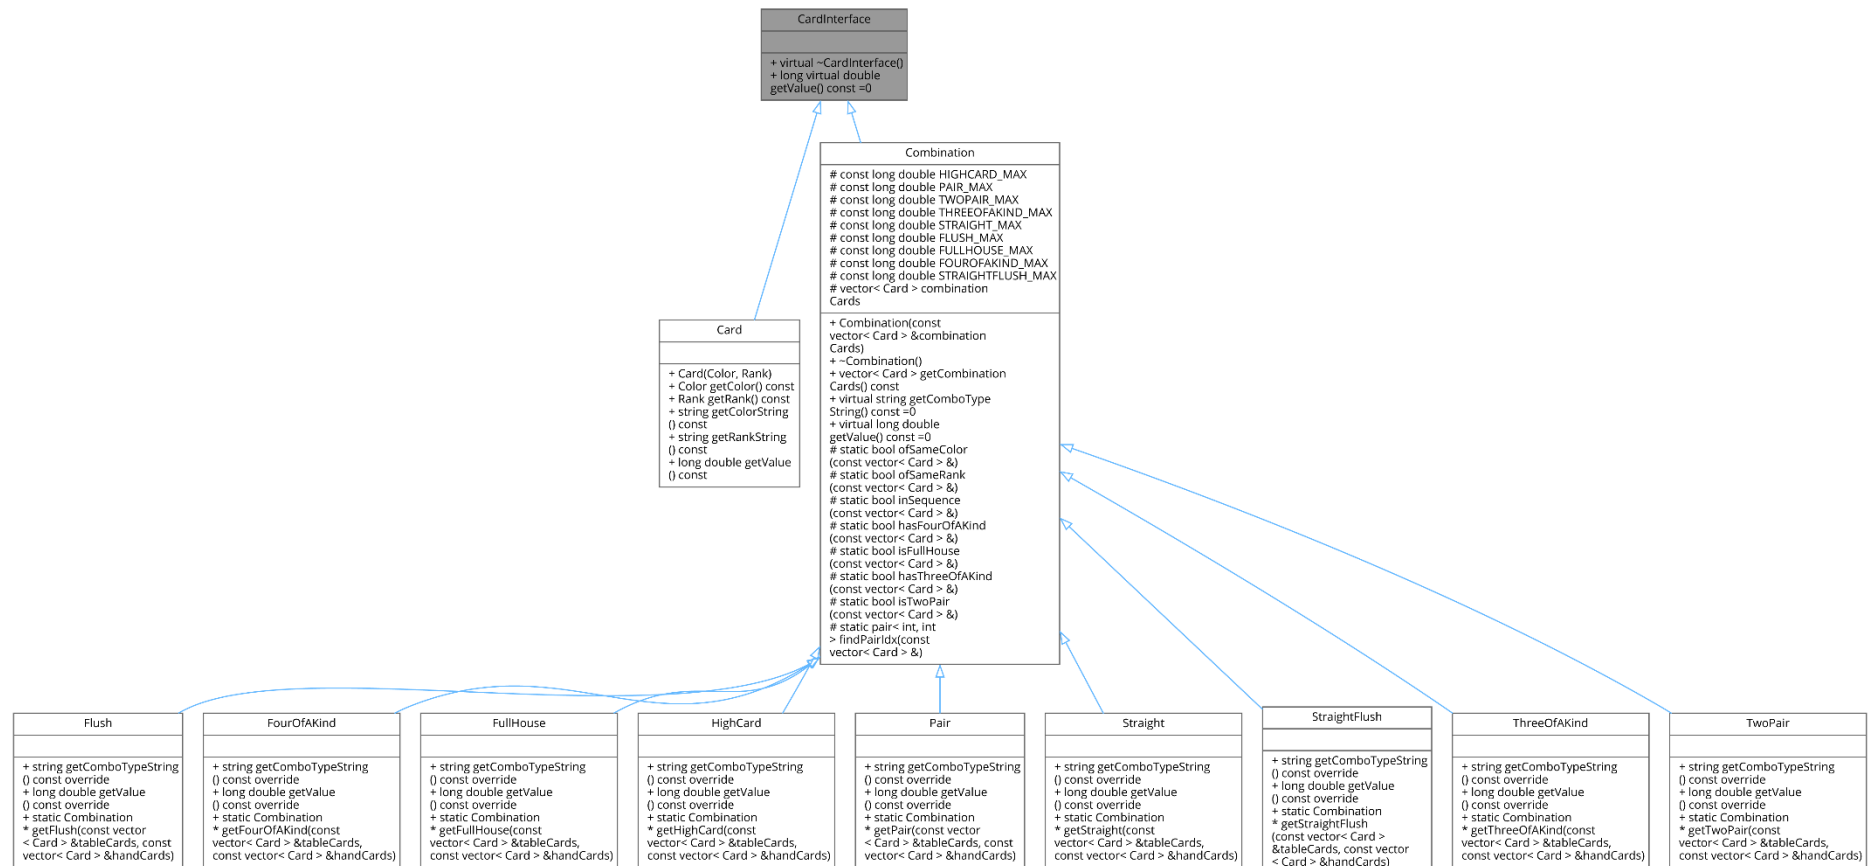 CardInterface
+ virtual ~CardInterface()
+ long virtual double
getValue() const =0
Combination
# const long double HIGHCARD_MAX
# const long double PAIR_MAX
# const long double TWOPAIR_MAX
# const long double THREEOFAKIND_MAX
# const long double STRAIGHT_MAX
# const long double FLUSH_MAX
# const long double FULLHOUSE_MAX
# const long double FOUROFAKIND_MAX
# const long double STRAIGHTFLUSH_MAX
# vector< Card > combination
Cards
+ Combination(const
vector< Card > &combination
Cards)
+ ~Combination()
+ vector< Card > getCombination
Cards() const
+ virtual string getComboType
String() const =0
+ virtual long double
getValue() const =0
# static bool ofSameColor
(const vector< Card > &)
# static bool ofSameRank
(const vector< Card > &)
# static bool inSequence
(const vector< Card > &)
# static bool hasFourOfAKind
(const vector< Card > &)
# static bool isFullHouse
(const vector< Card > &)
# static bool hasThreeOfAKind
(const vector< Card > &)
# static bool isTwoPair
(const vector< Card > &)
# static pair< int, int
> findPairIdx(const
vector< Card > &)
Card
+ Card(Color, Rank)
+ Color getColor() const
+ Rank getRank() const
+ string getColorString
() const
+ string getRankString
() const
+ long double getValue
() const
Flush
+ string getComboTypeString
() const override
+ long double getValue
() const override
+ static Combination
* getFlush(const vector
< Card > &tableCards, const
vector< Card > &handCards)
FourOfAKind
+ string getComboTypeString
() const override
+ long double getValue
() const override
+ static Combination
* getFourOfAKind(const
vector< Card > &tableCards,
const vector< Card > &handCards)
FullHouse
+ string getComboTypeString
() const override
+ long double getValue
() const override
+ static Combination
* getFullHouse(const
vector< Card > &tableCards,
const vector< Card > &handCards)
HighCard
+ string getComboTypeString
() const override
+ long double getValue
() const override
+ static Combination
* getHighCard(const
vector< Card > &tableCards,
const vector< Card > &handCards)
Pair
+ string getComboTypeString
() const override
+ long double getValue
() const override
+ static Combination
* getPair(const vector
< Card > &tableCards, const
vector< Card > &handCards)
Straight
+ string getComboTypeString
() const override
+ long double getValue
() const override
+ static Combination
* getStraight(const
vector< Card > &tableCards,
const vector< Card > &handCards)
StraightFlush
+ string getComboTypeString
() const override
+ long double getValue
() const override
+ static Combination
* getStraightFlush
(const vector< Card >
&tableCards, const vector
< Card > &handCards)
ThreeOfAKind
+ string getComboTypeString
() const override
+ long double getValue
() const override
+ static Combination
* getThreeOfAKind(const
vector< Card > &tableCards,
const vector< Card > &handCards)
TwoPair
+ string getComboTypeString
() const override
+ long double getValue
() const override
+ static Combination
* getTwoPair(const
vector< Card > &tableCards,
const vector< Card > &handCards)